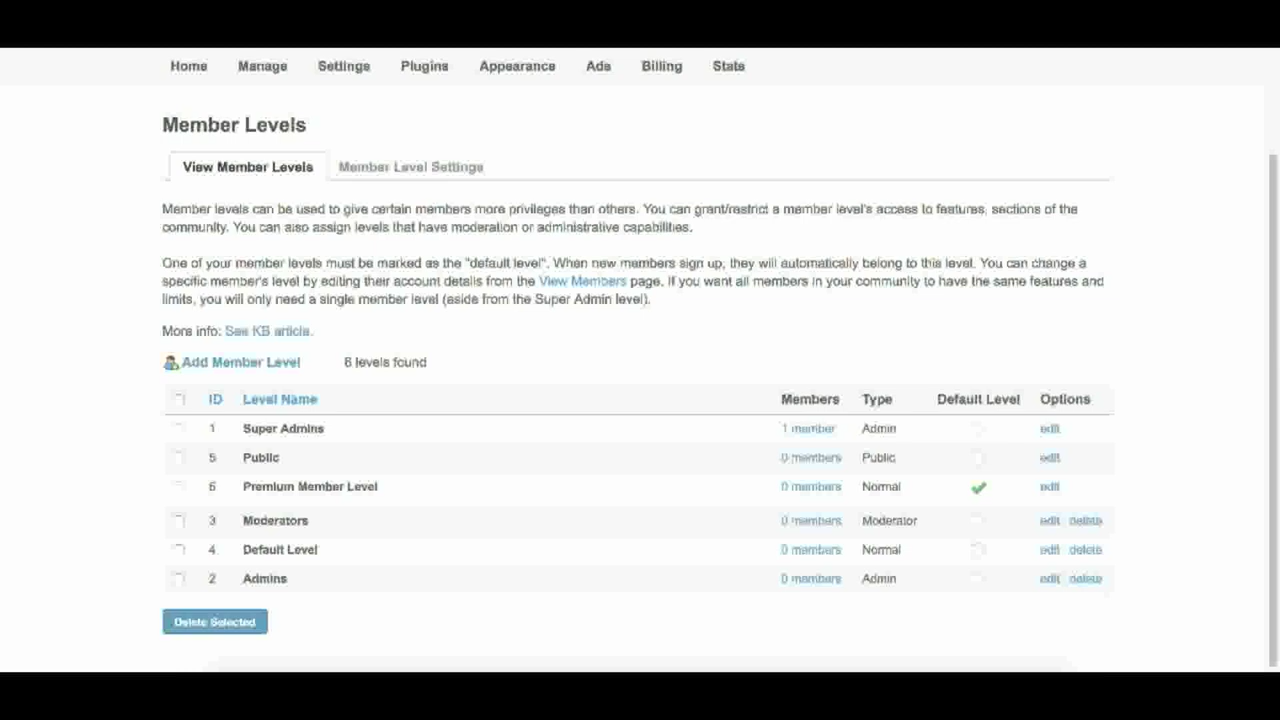 Home Manage Settings Plugins Appearance Ads Billing Stats
Member Levels
View Member Levels Member Level Settings
Member levels can be used to give certain members more privileges than others. You can grant/restrict a member level's access to features, sections of the
community. You can also assign levels that have moderation or administrative capabilities.
One of your member levels must be marked as the "default level". When new members sign up, they will automatically belong to this level. You can change a
specific member's level by editing their account details from the View Members page. If you want all members in your community to have the same features and
limits, you will only need a single member level (aside from the Super Admin level).
More info: See KB article.
Add Member Level 6 levels found
ID Level Name Members Type Default Level Options
1 Super Admins 1 member Admin edit
5 Public 0 members Public edit
6 Premium Member Level 0 members Normal edit
3 Moderators 0 members Moderator edit delete
4 Default Level 0 members Normal edit delete
2 Admins 0 members Admin edit delete
Delete Selected